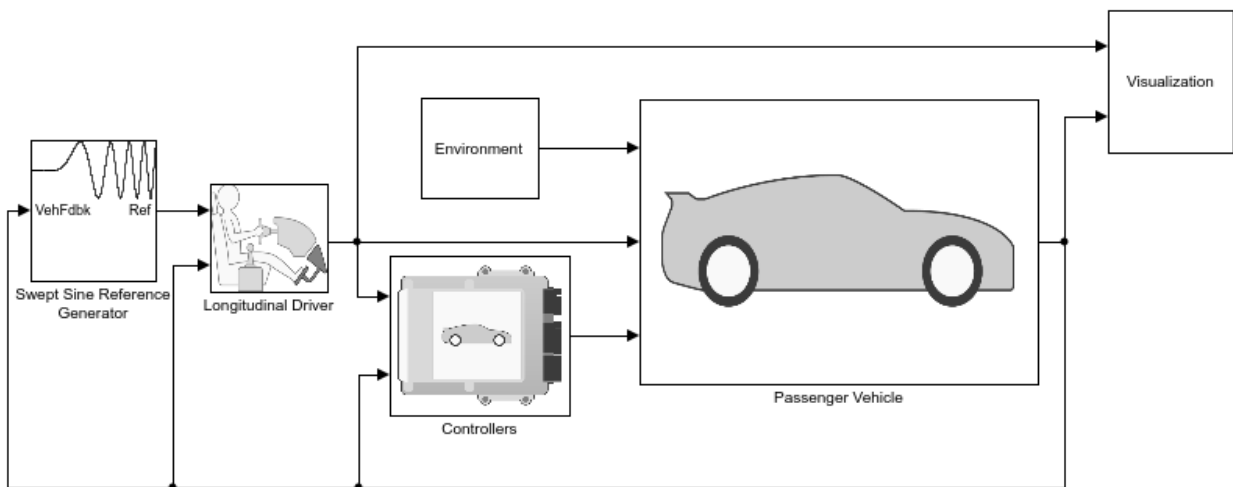 Visualization
Environment
VehFdbk Ref
Swept Sine Reference
Generator
Longitudinal Driver
Passenger Vehicle
Controllers